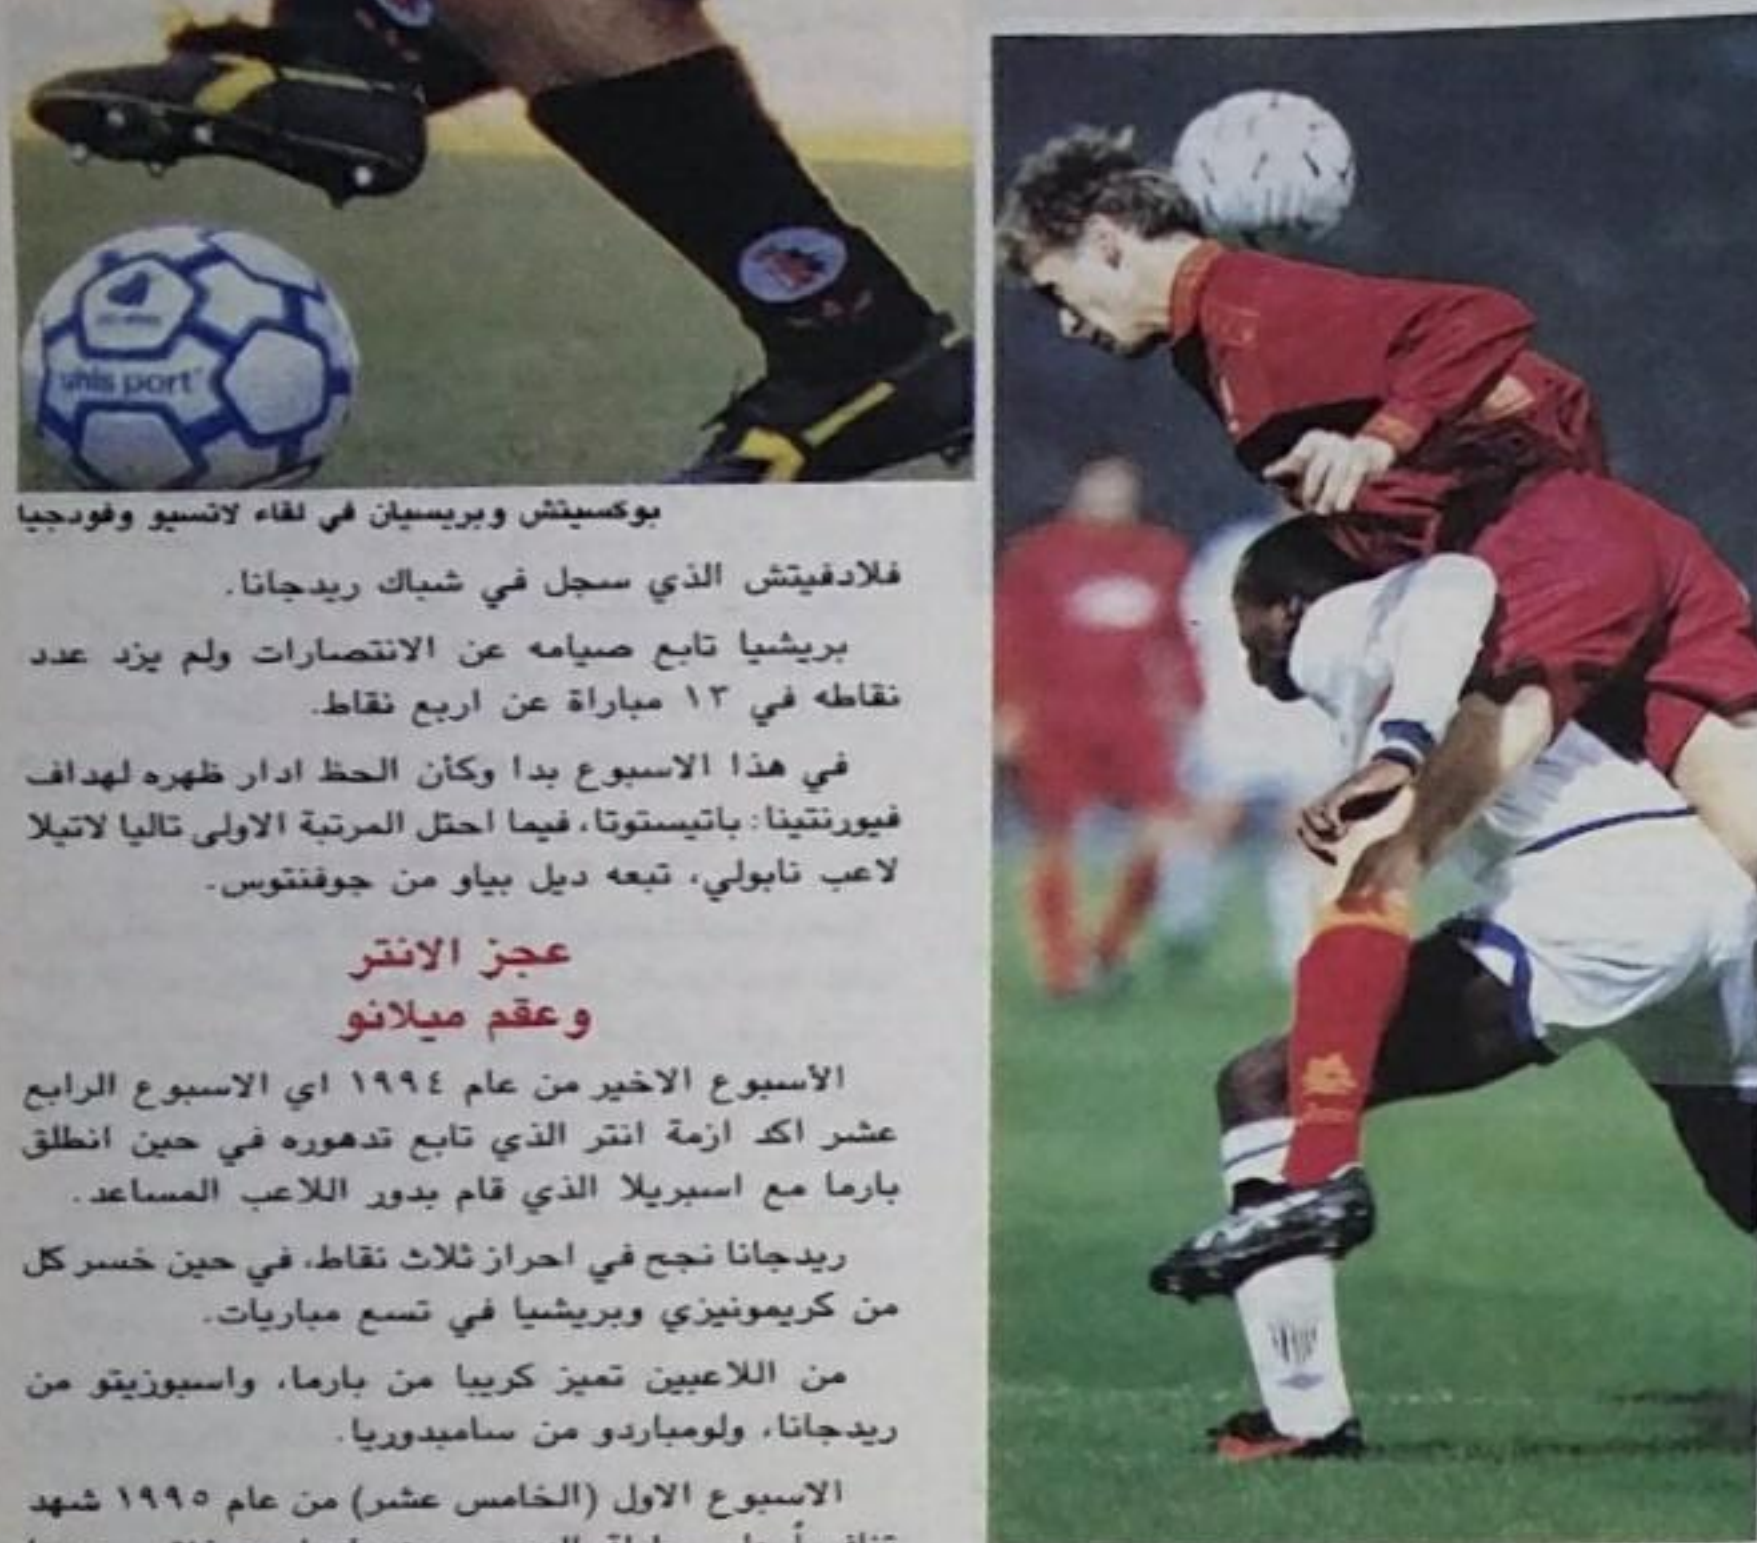 uhlsport
بوكسيتش وبريسيان في لقاء لاتسيو وفودجيا
فلادفيتش الذي سجل في شباك ريدجانا.
بريشيا تابع صيامه عن الانتصارات ولم يزد عدد
نقاطه في ١٣ مباراة عن اربع نقاط.
في هذا الاسبوع بدا وكأن الحظ ادار ظهره لهداف
فيورنتينا: باتيستوتا، فيما احتل المرتبة الاولى تاليا لاتيلا
لاعب نابولي، تبعه ديل بياو من جوفنتوس.
عجز الانتر
وعقم ميلانو
الأسبوع الاخير من عام ١٩٩٤ اي الاسبوع الرابع
عشر اكد ازمة انتر الذي تابع تدهوره في حين انطلق
بارما مع اسبريلا الذي قام بدور اللاعب المساعد.
ريدجانا نجح في احراز ثلاث نقاط، في حين خسر كل
من كريمونيزي وبريشيا في تسع مباريات.
من اللاعبين تميز كريبا من بارما، واسبوزيتو من
ريدجانا، ولومباردو من سامبدوريا.
الاسبوع الاول (الخامس عشر) من عام ١٩٩٥ شهد